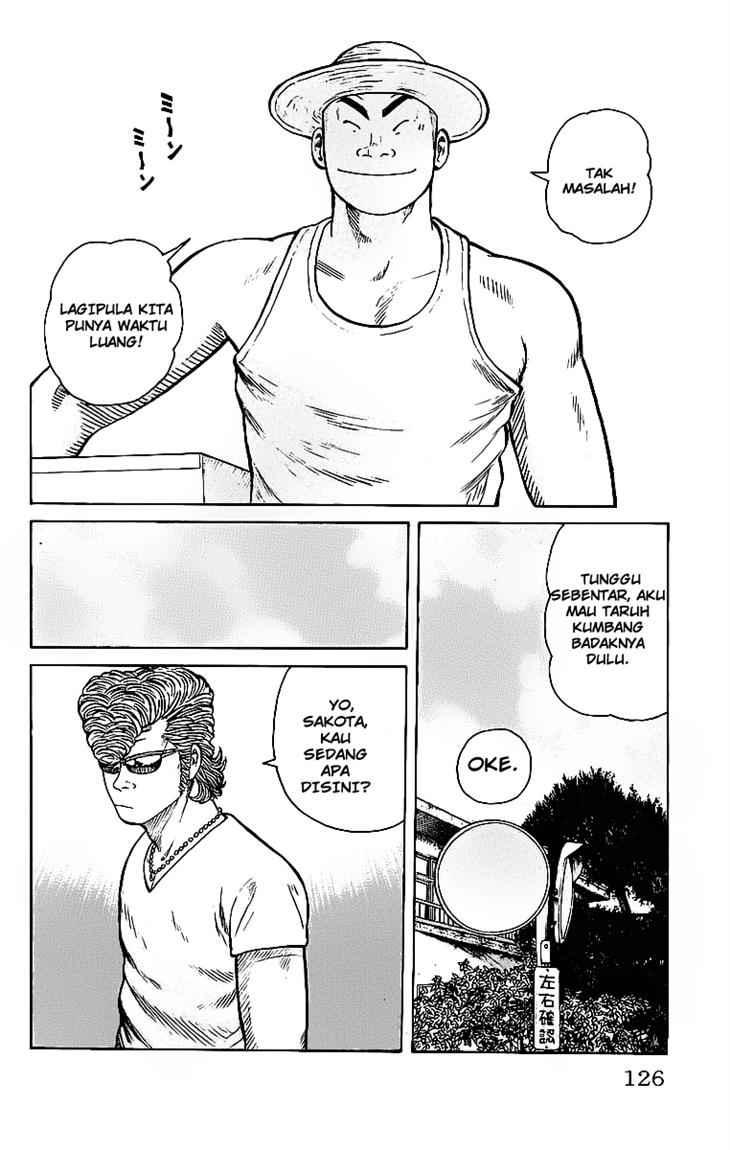 TAK
MASALAH!
ミーン
ミーン
LAGIPULA KITA
PUNYA WAKTU
LUANG!
TUNGGU
SEBENTAR, AKU
MAU TARUH
KUMBANG
BADAKNYA
DULU.
OKE.
左右確認
YO,
SAKOTA,
KAU
SEDANG
APA
DISINI?
126